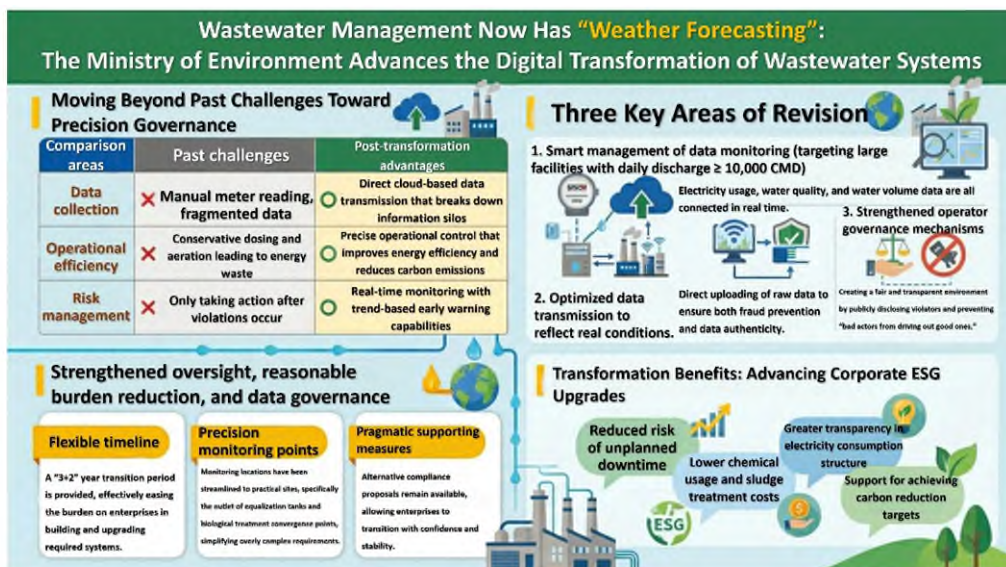 Wastewater Management Now Has "Weather Forecasting":
The Ministry of Environment Advances the Digital Transformation of Wastewater Systems
Moving Beyond Past Challenges Toward
Precision Governance
Comparison
areas
Past challenges
Post-transformation
advantages
Data
collection
Manual meter reading,
fragmented data
Direct cloud-based data
transmission that breaks down
information silos
Operational
efficiency
Conservative dosing and
aeration leading to energy
waste
Precise operational control that
improves energy efficiency and
reduces carbon emissions
Risk
management
Only taking action after
violations occur
Real-time monitoring with
trend-based early warning
capabilities
Three Key Areas of Revision
1. Smart management of data monitoring (targeting large
facilities with daily discharge ≥ 10,000 CMD)
Electricity usage, water quality, and water volume data are all
connected in real time.
2. Optimized data
transmission to
reflect real conditions.
Direct uploading of raw data to
ensure both fraud prevention
and data authenticity.
3. Strengthened operator
governance mechanisms
Creating a fair and transparent environment
by publicly disclosing violators and preventing
"bad actors from driving out good ones."
Strengthened oversight, reasonable
burden reduction, and data governance
Flexible timeline
A "3+2" year transition period
is provided, effectively easing
the burden on enterprises in
building and upgrading
required systems.
Precision
monitoring points
Monitoring locations have been
streamlined to practical sites, specifically
the outlet of equalization tanks and
biological treatment convergence points,
simplifying overly complex requirements.
Pragmatic supporting
measures
Alternative compliance
proposals remain available,
allowing enterprises to
transition with confidence and
stability.
Transformation Benefits: Advancing Corporate ESG
Upgrades
Reduced risk
of unplanned
downtime
Lower chemical
usage and sludge
treatment costs
Greater transparency in
electricity consumption
structure
Support for achieving
carbon reduction
targets
ESG